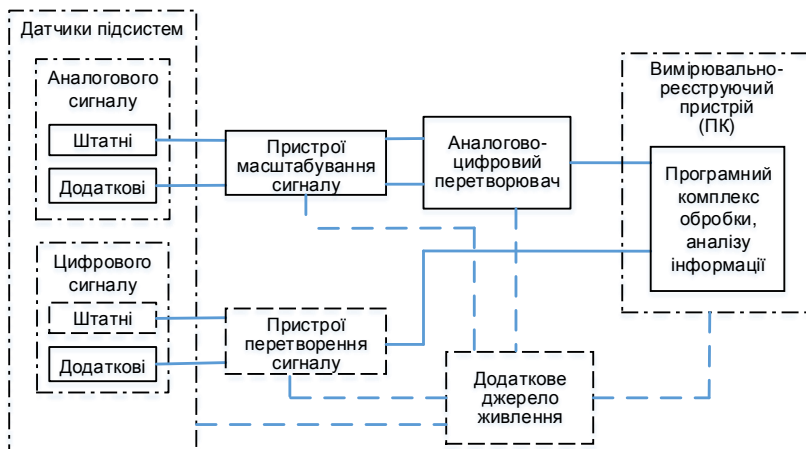 Датчики підсистем
Аналогового
сигналу
Штатні
Додаткові
Цифрового
сигналу
Штатні
Додаткові
Пристрої
масштабування
сигналу
Пристрої
перетворення
сигналу
Аналогово-
цифровий
перетворювач
Додаткове
джерело
живлення
Вимірювально-
реєструючий
пристрій
(ПК)
Програмний
комплекс
обробки,
аналізу
інформації